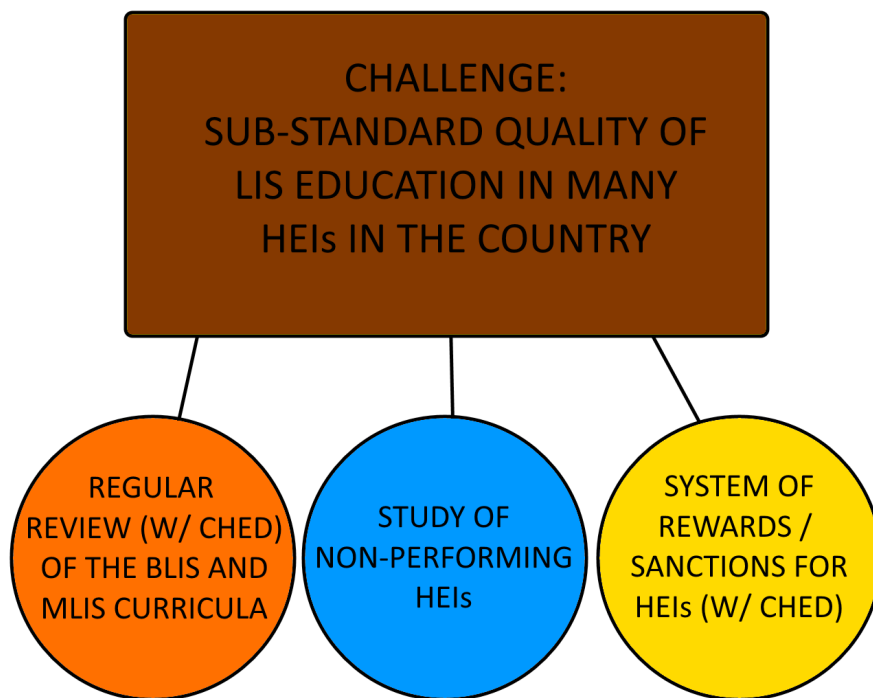 CHALLENGE:
SUB-STANDARD QUALITY OF
LIS EDUCATION IN MANY
HEIs IN THE COUNTRY
REGULAR
REVIEW (W/ CHED)
OF THE BLIS AND
MLIS CURRICULA
STUDY OF
NON-PERFORMING
HEIs
SYSTEM OF
REWARDS /
SANCTIONS FOR
HEIs (W/ CHED)